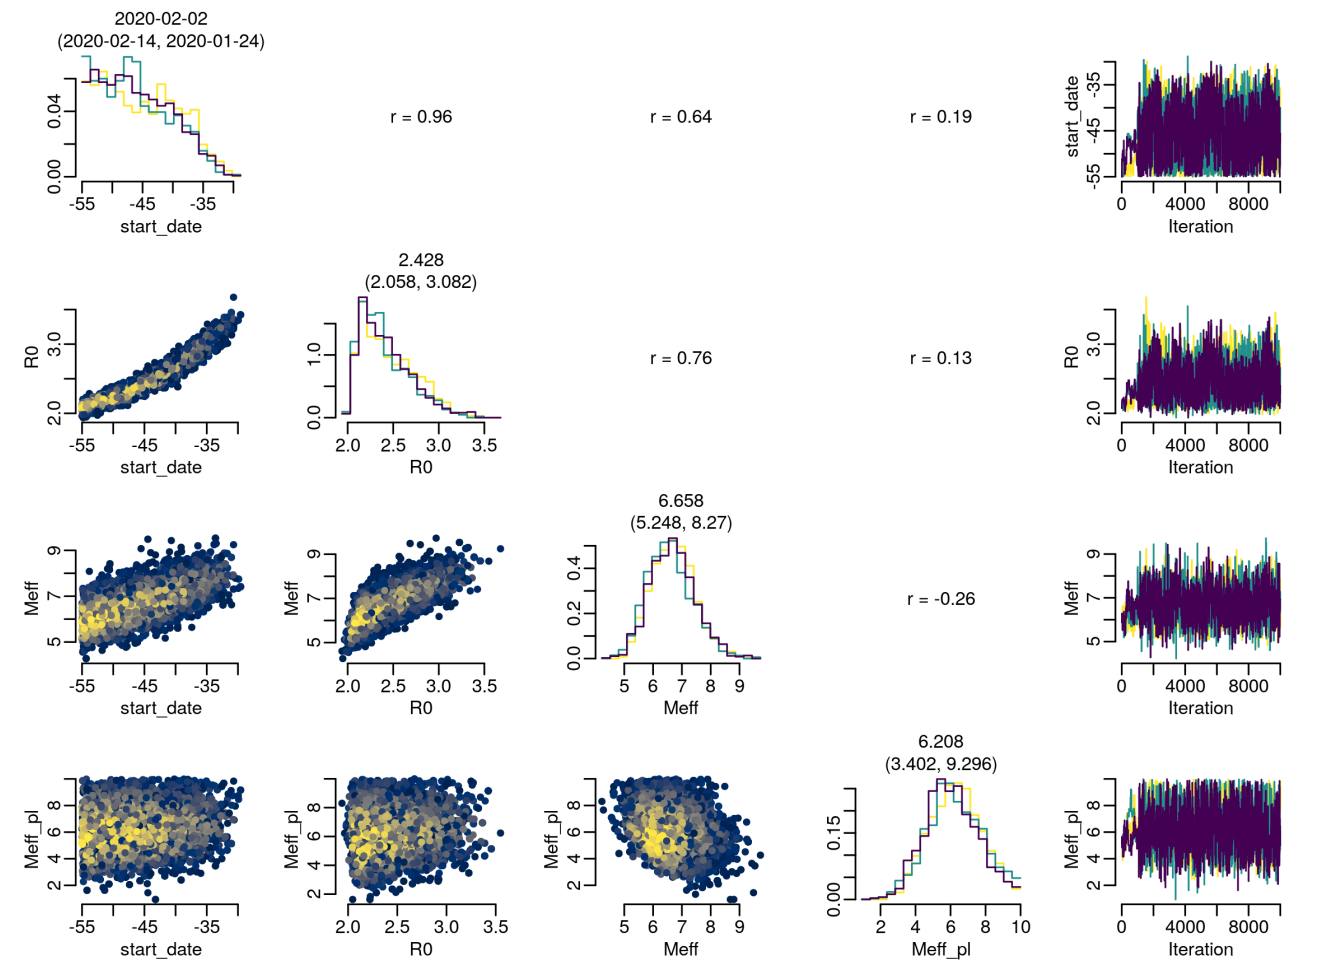 2020-02-02
(2020-02-14, 2020-01-24)
0.00 0.04
-55 -45 -35
start_date
r = 0.96
r = 0.64
r = 0.19
start_date
-55 -45 -35
0 4000 8000
Iteration
R0
2.0 3.0
-55 -45 -35
start_date
2.428
(2.058, 3.082)
0.0 1.0
2.0 2.5 3.0 3.5
R0
r = 0.76
r = 0.13
R0
2.0 3.0
0 4000 8000
Iteration
Meff
5 7 9
-55 -45 -35
start_date
Meff
5 7 9
2.0 2.5 3.0 3.5
R0
6.658
(5.248, 8.27)
0.0 0.2 0.4
5 6 7 8 9
Meff
r = -0.26
Meff
5 7 9
0 4000 8000
Iteration
Meff_pl
2 4 6 8
-55 -45 -35
start_date
Meff_pl
2 4 6 8
2.0 2.5 3.0 3.5
R0
Meff_pl
2 4 6 8
5 6 7 8 9
Meff
6.208
(3.402, 9.296)
0.00 0.15
2 4 6 8 10
Meff_pl
Meff_pl
2 4 6 8
0 4000 8000
Iteration